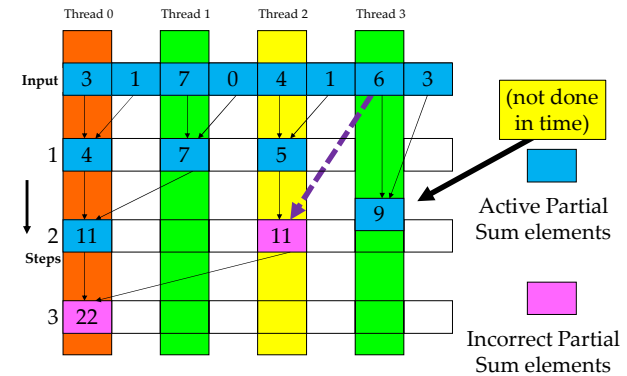 Thread 0 Thread 1 Thread 2 Thread 3
Input 3 1 7 0 4 1 6 3
(not done
in time)
1 4 7 5
9
Active Partial
Sum elements
2 11 11
Steps
3 22
Incorrect Partial
Sum elements